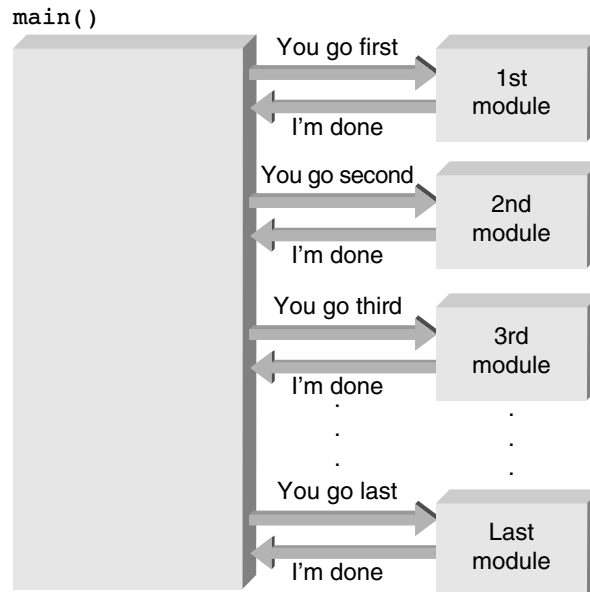 main()
You go first
1st
module
I'm done
You go second
2nd
module
I'm done
You go third
3rd
module
I'm done
.
.
.
.
.
.
You go last
Last
module
I'm done